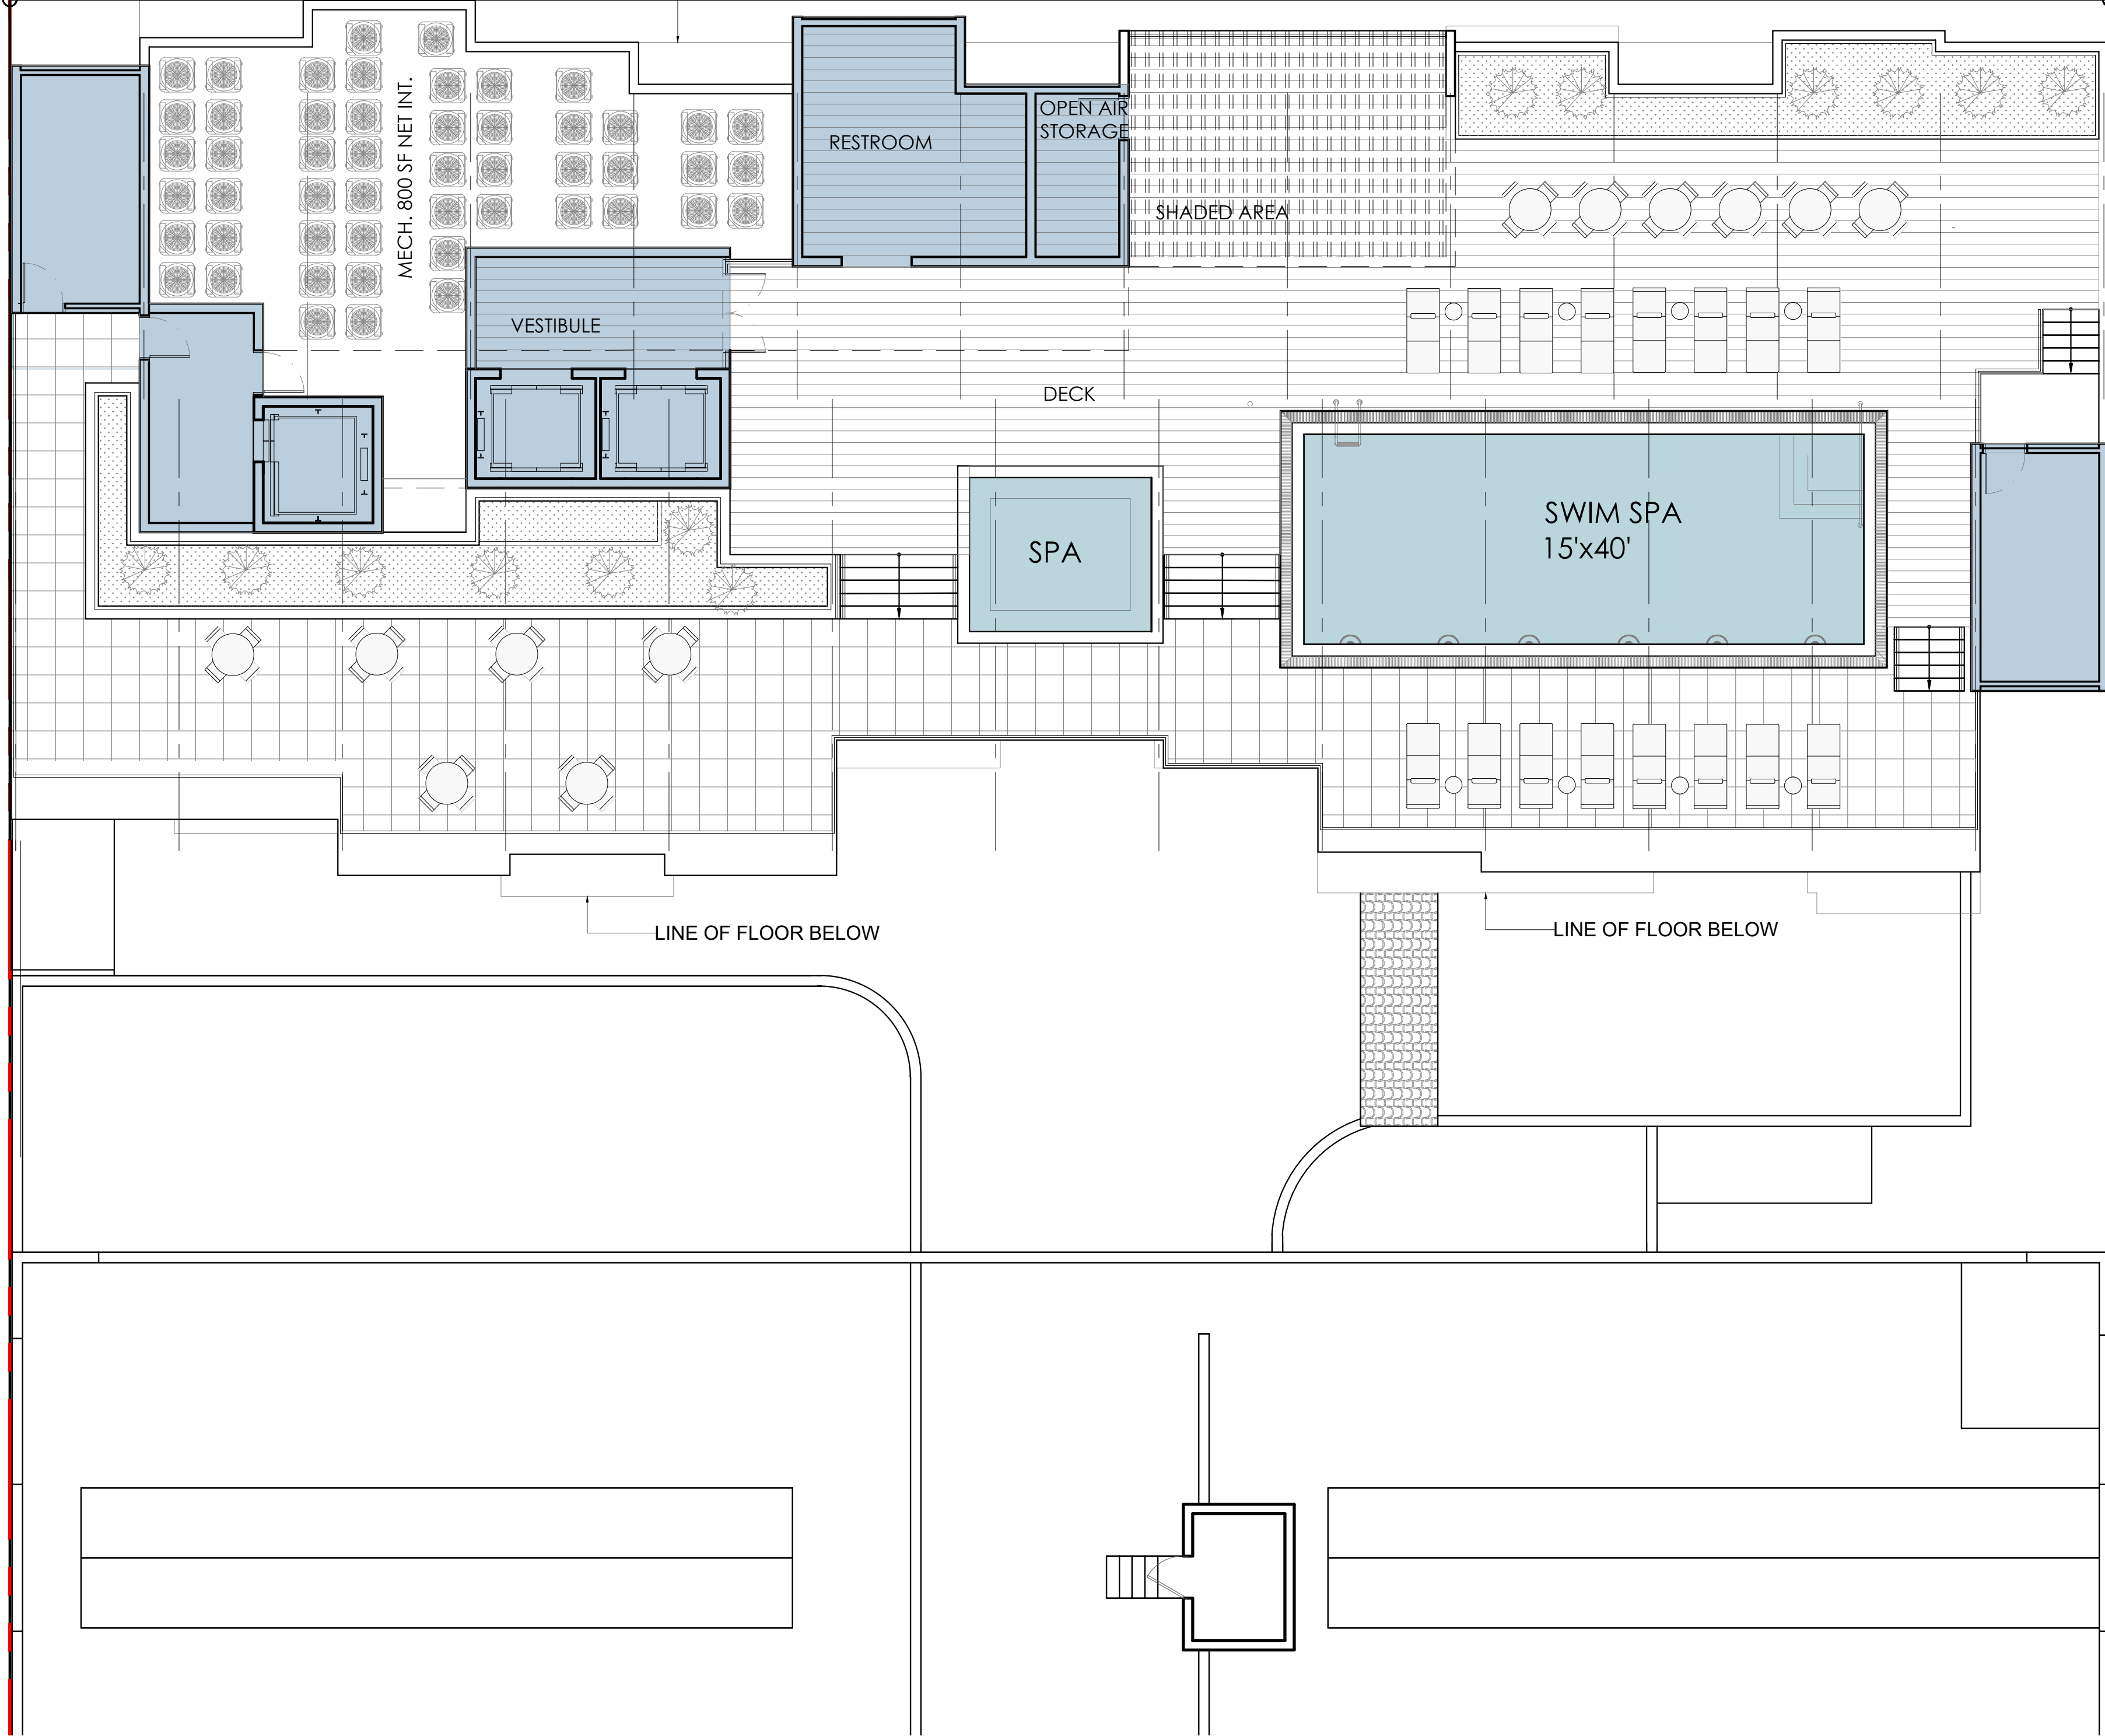 MECH. 800 SF NET INT.
RESTROOM
OPEN AIR
STORAGE
SHADED AREA
VESTIBULE
DECK
SPA
SWIM SPA
15'x40'
LINE OF FLOOR BELOW
LINE OF FLOOR BELOW